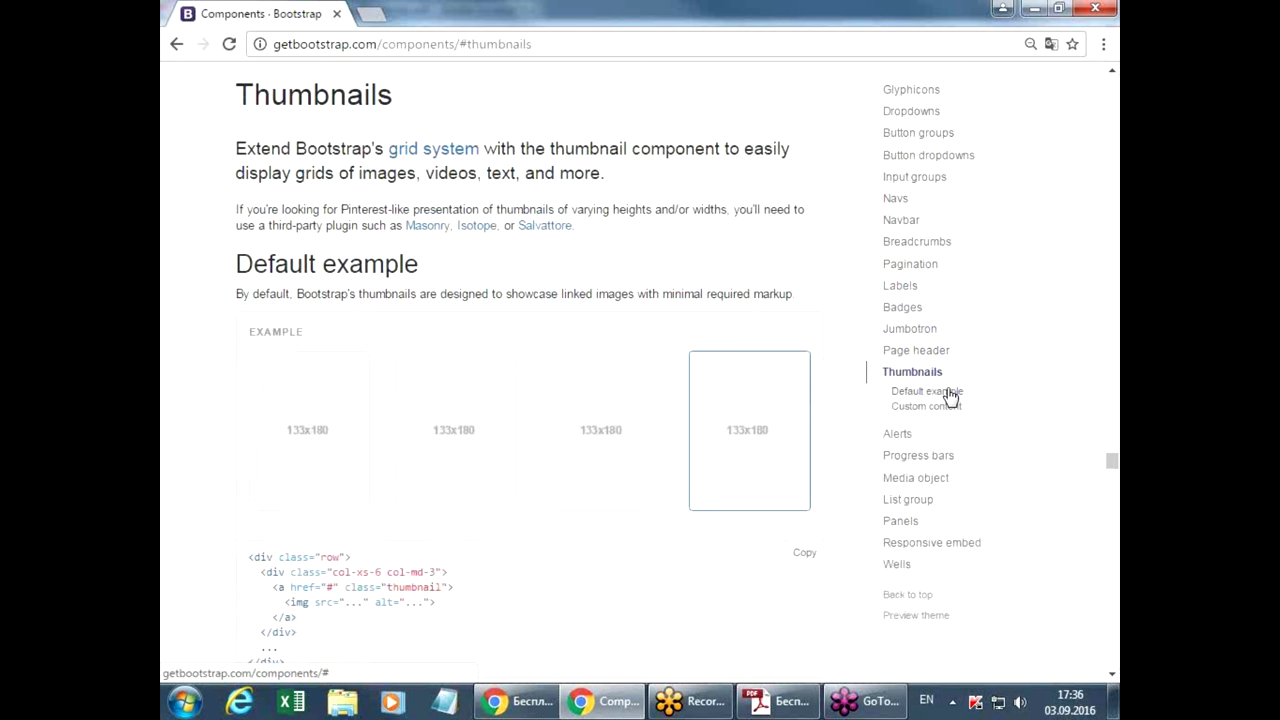 Components · Bootstrap
getbootstrap.com/components/#thumbnails
Thumbnails
Extend Bootstrap's grid system with the thumbnail component to easily
display grids of images, videos, text, and more.
If you're looking for Pinterest-like presentation of thumbnails of varying heights and/or widths, you'll need to
use a third-party plugin such as Masonry, Isotope, or Salvattore.
Default example
By default, Bootstrap's thumbnails are designed to showcase linked images with minimal required markup.
EXAMPLE
133x180
133x180
133x180
133x180
Copy
<div class="row">
<div class="col-xs-6 col-md-3">
<a href="#" class="thumbnail">
<img src="..." alt="...">
</a>
</div>
...
</div>
Glyphicons
Dropdowns
Button groups
Button dropdowns
Input groups
Navs
Navbar
Breadcrumbs
Pagination
Labels
Badges
Jumbotron
Page header
Thumbnails
Default example
Custom content
Alerts
Progress bars
Media object
List group
Panels
Responsive embed
Wells
Back to top
Preview theme
getbootstrap.com/components/#
Беспл...
Comp...
Recor...
Бесп...
GoTo...
EN
17:36
03.09.2016